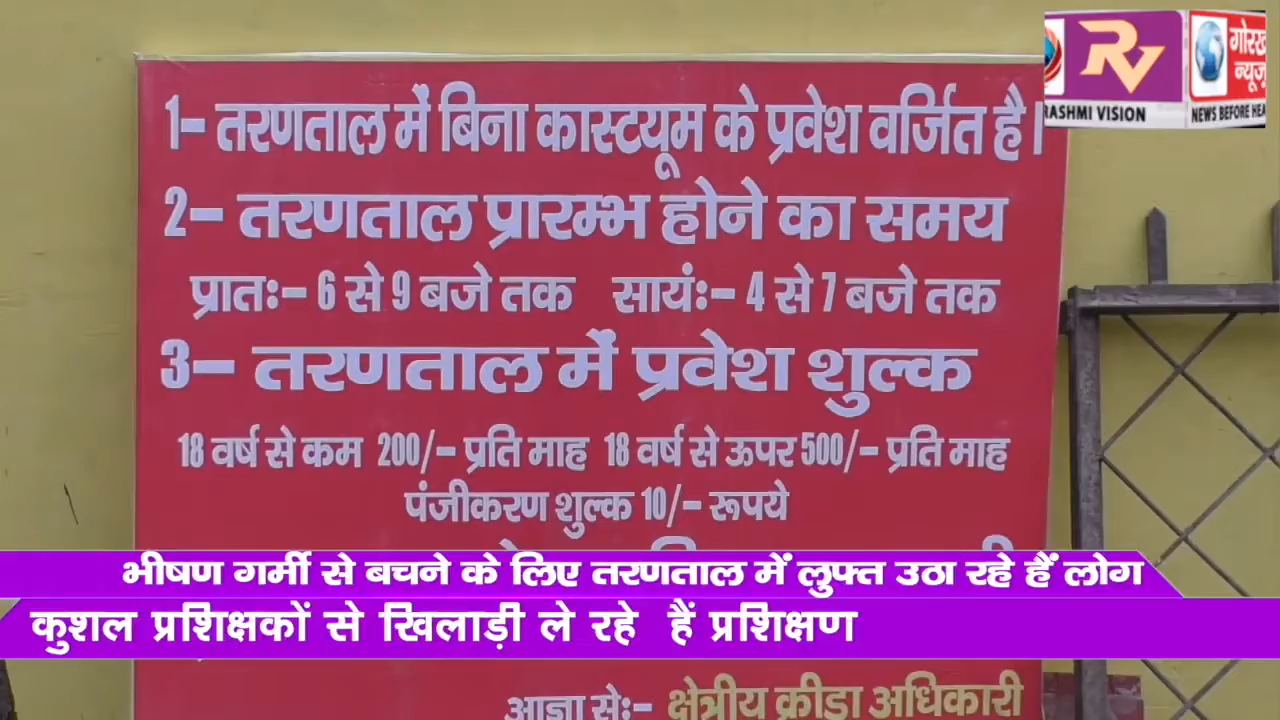 1- तरणताल में बिना कास्टयूम के प्रवेश वर्जित है।
2- तरणताल प्रारम्भ होने का समय
प्रातः- 6 से 9 बजे तक सायंः- 4 से 7 बजे तक
3- तरणताल में प्रवेश शुल्क
18 वर्ष से कम 200/- प्रति माह 18 वर्ष से ऊपर 500/- प्रति माह
पंजीकरण शुल्क 10/- रूपये
भीषण गर्मी से बचने के लिए तरणताल में लुफ्त उठा रहे हैं लोग
कुशल प्रशिक्षकों से खिलाड़ी ले रहे हैं प्रशिक्षण
आज्ञा सेः- क्षेत्रीय क्रीडा अधिकारी
RV
RASHMI VISION
गोरख
न्यूज़
NEWS BEFORE